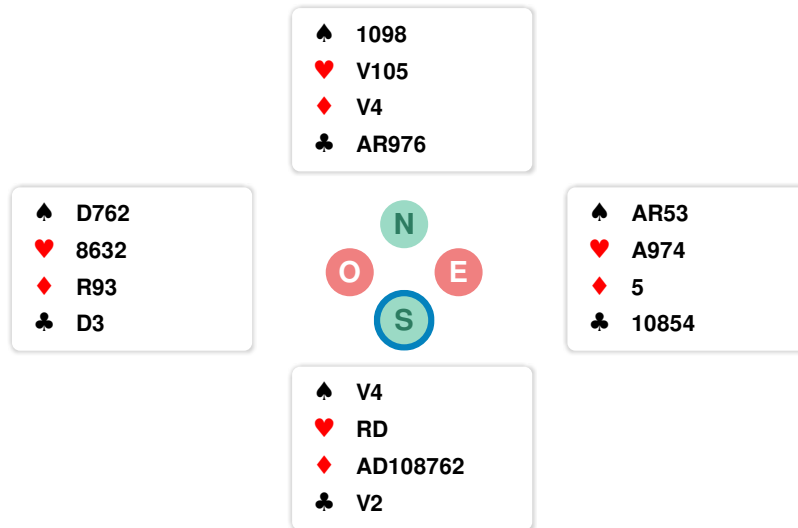 ♠ 1098
♥ V105
♦ V4
♣ AR976
♠ D762
♥ 8632
♦ R93
♣ D3
N
O E
S
♠ AR53
♥ A974
♦ 5
♣ 10854
♠ V4
♥ RD
♦ AD108762
♣ V2